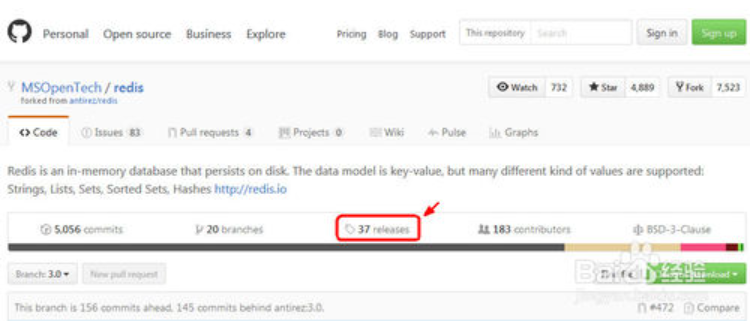 Personal Open source Business Explore Pricing Blog Support This repository Search Sign in Sign up
MSOpenTech / redis Watch 732 Star 4,889 Fork 7,523
forked from antirez/redis
Code Issues 83 Pull requests 4 Projects 0 Wiki Pulse Graphs
Redis is an in-memory database that persists on disk. The data model is key-value, but many different kind of values are supported:
Strings, Lists, Sets, Sorted Sets, Hashes http://redis.io
5,056 commits 20 branches 37 releases 183 contributors BSD-3-Clause
Branch: 3.0 New pull request Bai 经验 download
This branch is 156 commits ahead, 145 commits behind antirez:3.0. #472 Compare